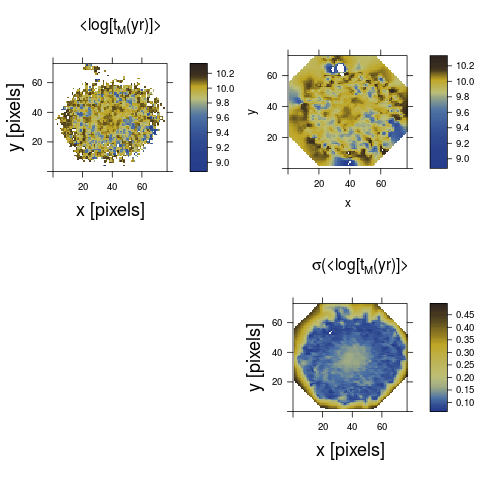 <log[tM(yr)]>
60
40
20
20 40 60
x [pixels]
y [pixels]
10.2
10.0
9.8
9.6
9.4
9.2
9.0
60
40
20
20 40 60
x
y
10.2
10.0
9.8
9.6
9.4
9.2
9.0
σ(<log[tM(yr)]>
60
40
20
20 40 60
x [pixels]
y [pixels]
0.45
0.40
0.35
0.30
0.25
0.20
0.15
0.10